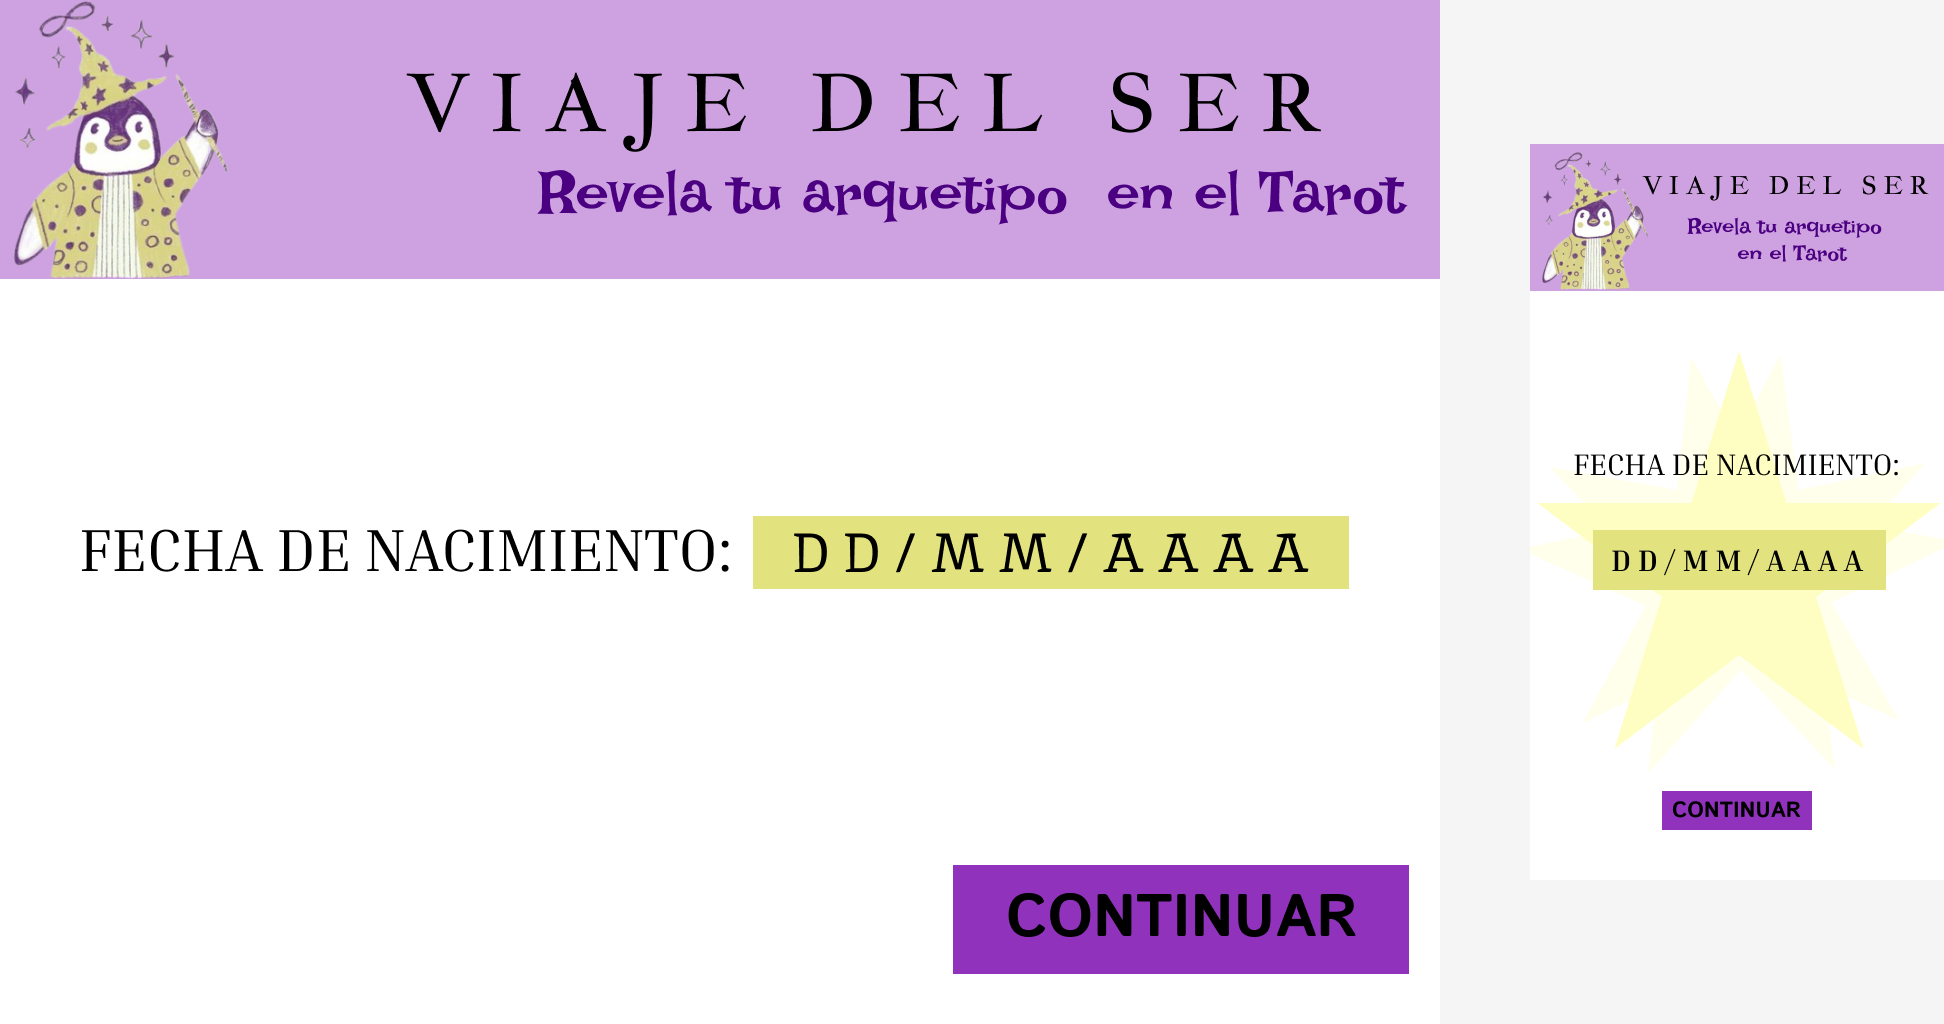 VIAJE DEL SER
Revela tu arquetipo en el Tarot
FECHA DE NACIMIENTO: DD/MM/AAAA
CONTINUAR
VIAJE DEL SER
Revela tu arquetipo
en el Tarot
FECHA DE NACIMIENTO:
DD/MM/AAAA
CONTINUAR